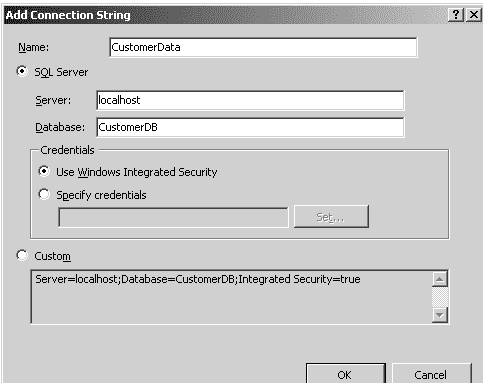 Add Connection String
Name: CustomerData
SQL Server
Server: localhost
Database: CustomerDB
Credentials
Use Windows Integrated Security
Specify credentials
Set...
Custom
Server=localhost;Database=CustomerDB;Integrated Security=true
OK Cancel